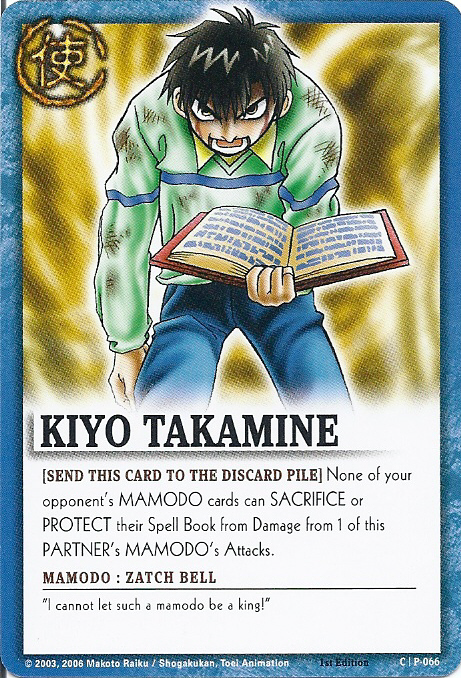 使
KIYO TAKAMINE
[SEND THIS CARD TO THE DISCARD PILE] None of your
opponent's MAMODO cards can SACRIFICE or
PROTECT their Spell Book from Damage from 1 of this
PARTNER's MAMODO's Attacks.
MAMODO : ZATCH BELL
"I cannot let such a mamodo be a king!"
© 2003, 2006 Makoto Raiku / Shogakukan, Toei Animation 1st Edition C | P-066